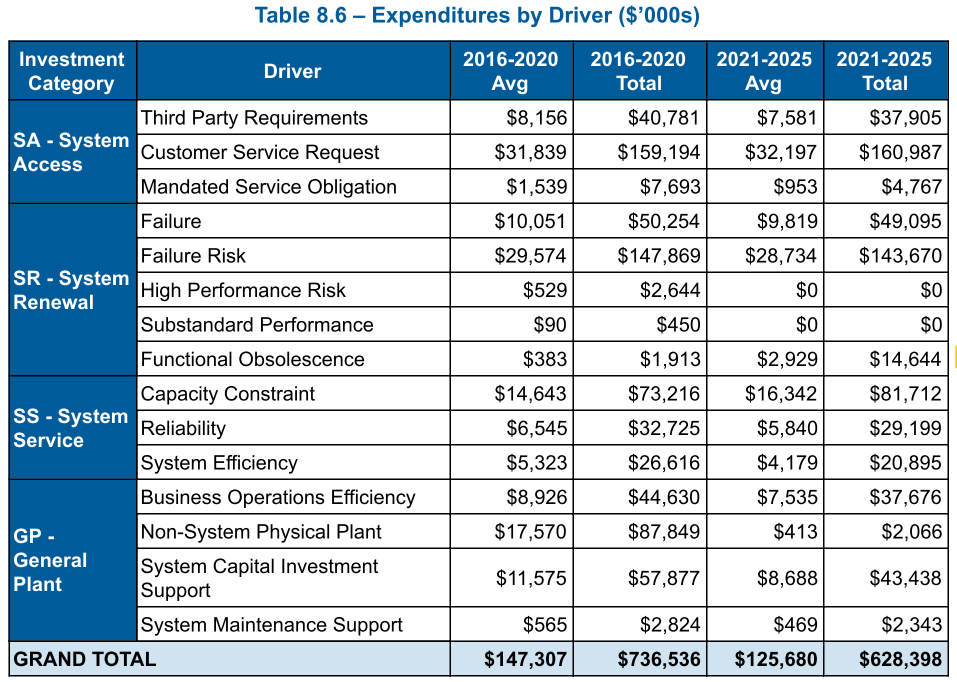 Table 8.6 – Expenditures by Driver ($’000s)
Investment Category Driver 2016-2020 Avg 2016-2020 Total 2021-2025 Avg 2021-2025 Total
SA - System Access
Third Party Requirements $8,156 $40,781 $7,581 $37,905
Customer Service Request $31,839 $159,194 $32,197 $160,987
Mandated Service Obligation $1,539 $7,693 $953 $4,767
SR - System Renewal
Failure $10,051 $50,254 $9,819 $49,095
Failure Risk $29,574 $147,869 $28,734 $143,670
High Performance Risk $529 $2,644 $0 $0
Substandard Performance $90 $450 $0 $0
Functional Obsolescence $383 $1,913 $2,929 $14,644
SS - System Service
Capacity Constraint $14,643 $73,216 $16,342 $81,712
Reliability $6,545 $32,725 $5,840 $29,199
System Efficiency $5,323 $26,616 $4,179 $20,895
GP - General Plant
Business Operations Efficiency $8,926 $44,630 $7,535 $37,676
Non-System Physical Plant $17,570 $87,849 $413 $2,066
System Capital Investment Support $11,575 $57,877 $8,688 $43,438
System Maintenance Support $565 $2,824 $469 $2,343
GRAND TOTAL $147,307 $736,536 $125,680 $628,398